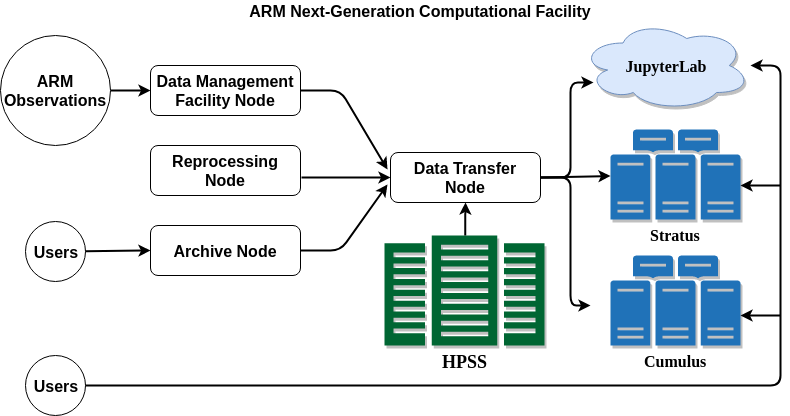 ARM Next-Generation Computational Facility
ARM
Observations
Data Management
Facility Node
JupyterLab
Reprocessing
Node
Data Transfer
Node
Users
Archive Node
Stratus
HPSS
Cumulus
Users